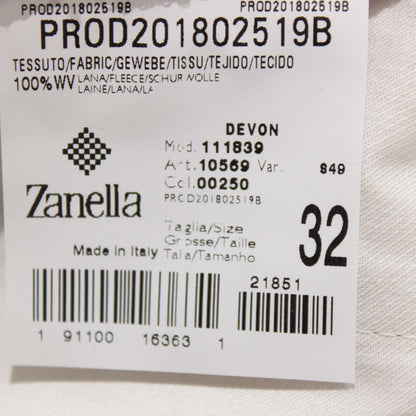 PROD201802519B PROD201802519B
PROD201802519B
TESSUTO/FABRIC/GEWEBE/TISSU/TEJIDO/TECIDO
100%WV LANA/FLEECE/SCHUR WOLLE
LAINE/LANA/LA
DEVON
Mod. 111839
Art. 10569 Var. 849
Col. 00250
PROD201802519B
Zanella
Taglia/Size
Grosse/Taille
Talla/Tamanho
32
Made in Italy
21851
1 91100 16363 1